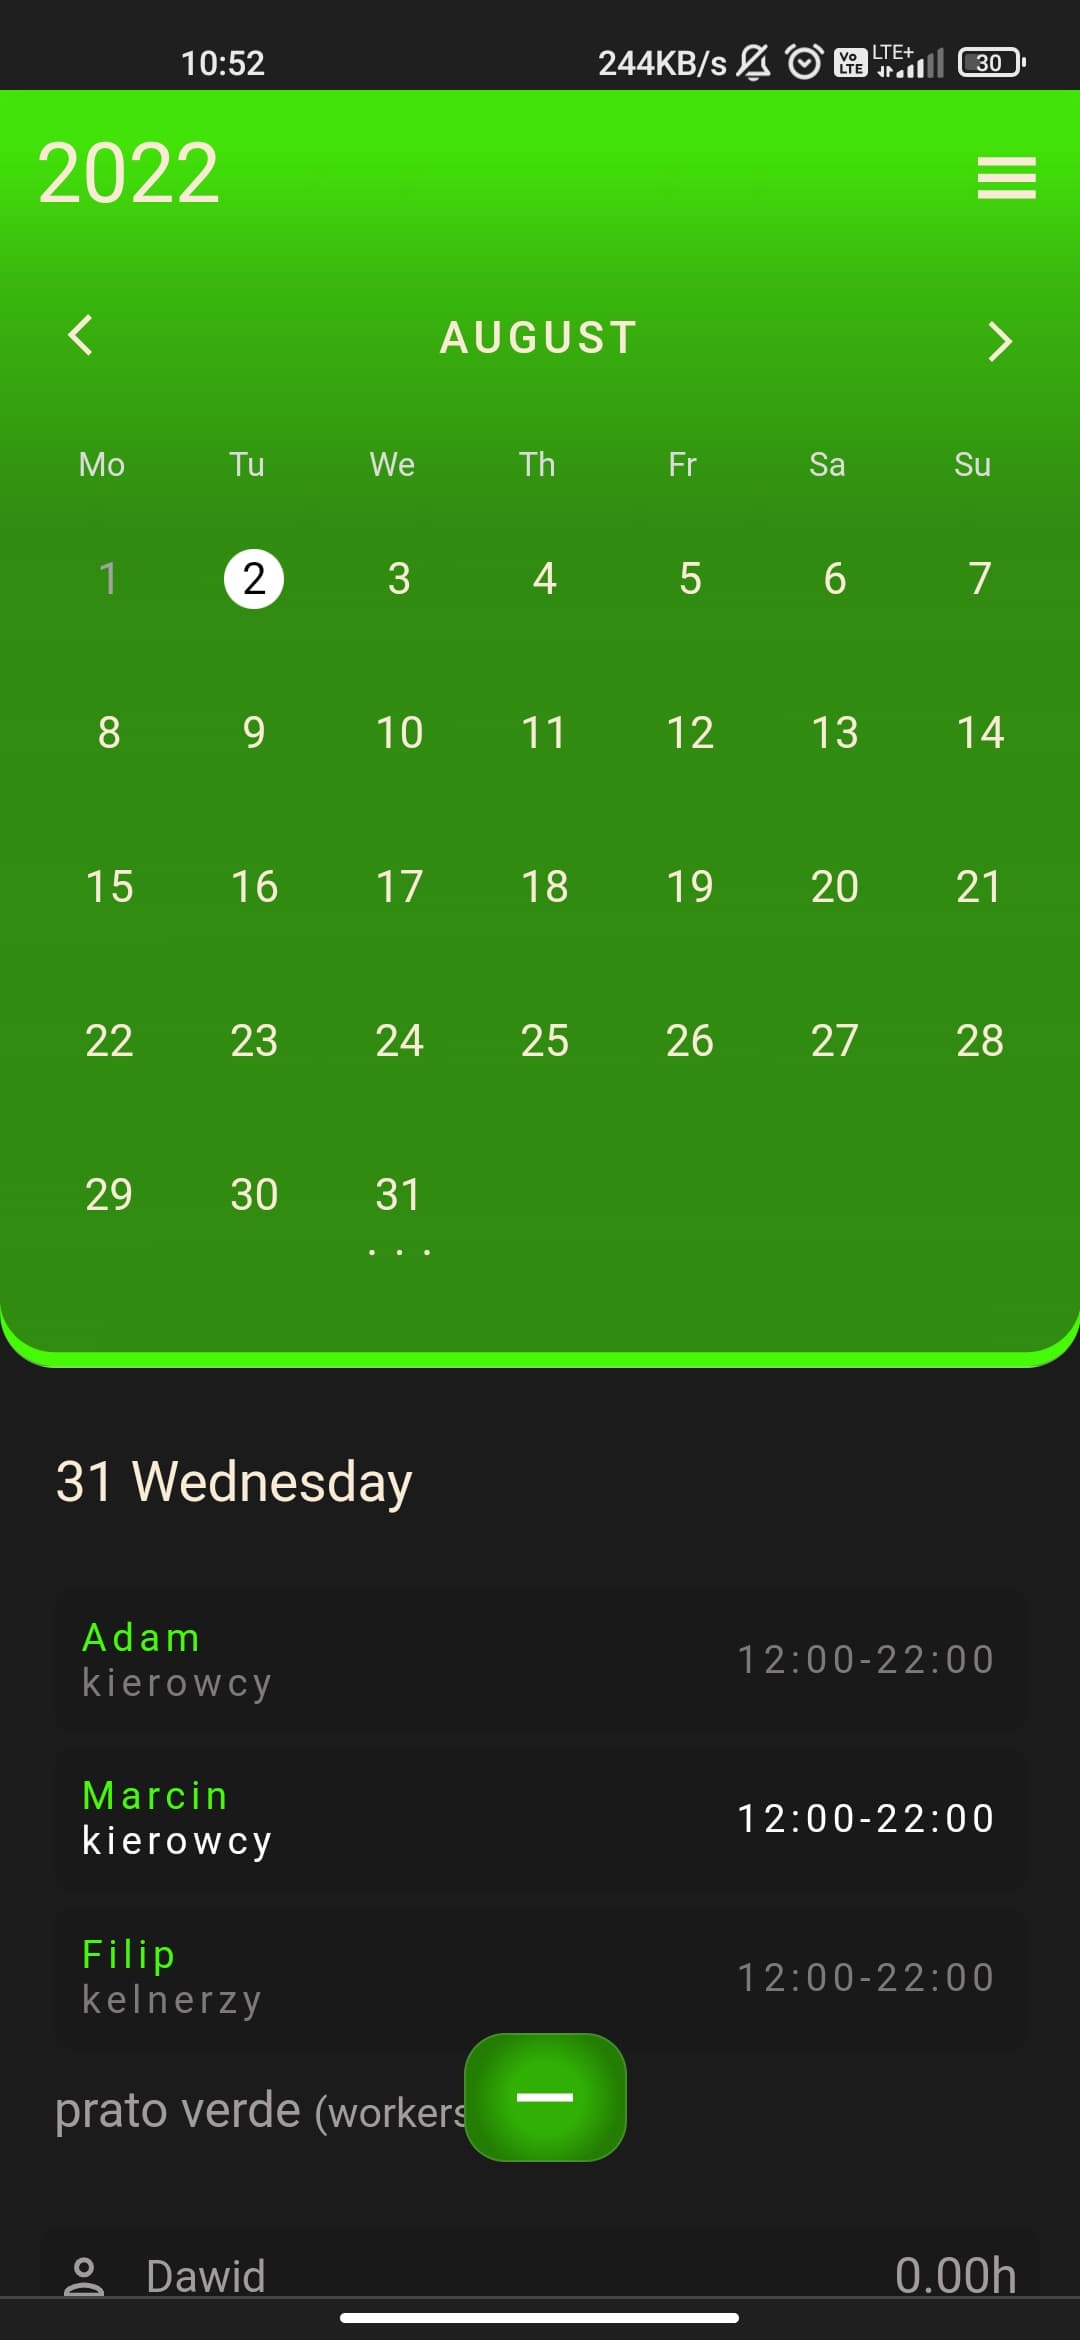 10:52 244KB/s Vo LTE LTE+ 30
2022
AUGUST
Mo Tu We Th Fr Sa Su
1 2 3 4 5 6 7
8 9 10 11 12 13 14
15 16 17 18 19 20 21
22 23 24 25 26 27 28
29 30 31
. . .
31 Wednesday
Adam
kierowcy 12:00-22:00
Marcin
kierowcy 12:00-22:00
Filip
kelnerzy 12:00-22:00
prato verde (workers
Dawid 0.00h